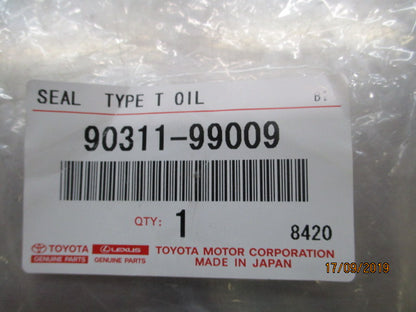 SEAL TYPE T OIL
90311-99009
QTY: 1
8420
TOYOTA LEXUS TOYOTA MOTOR CORPORATION
GENUINE PARTS GENUINE PARTS MADE IN JAPAN
17/09/2019